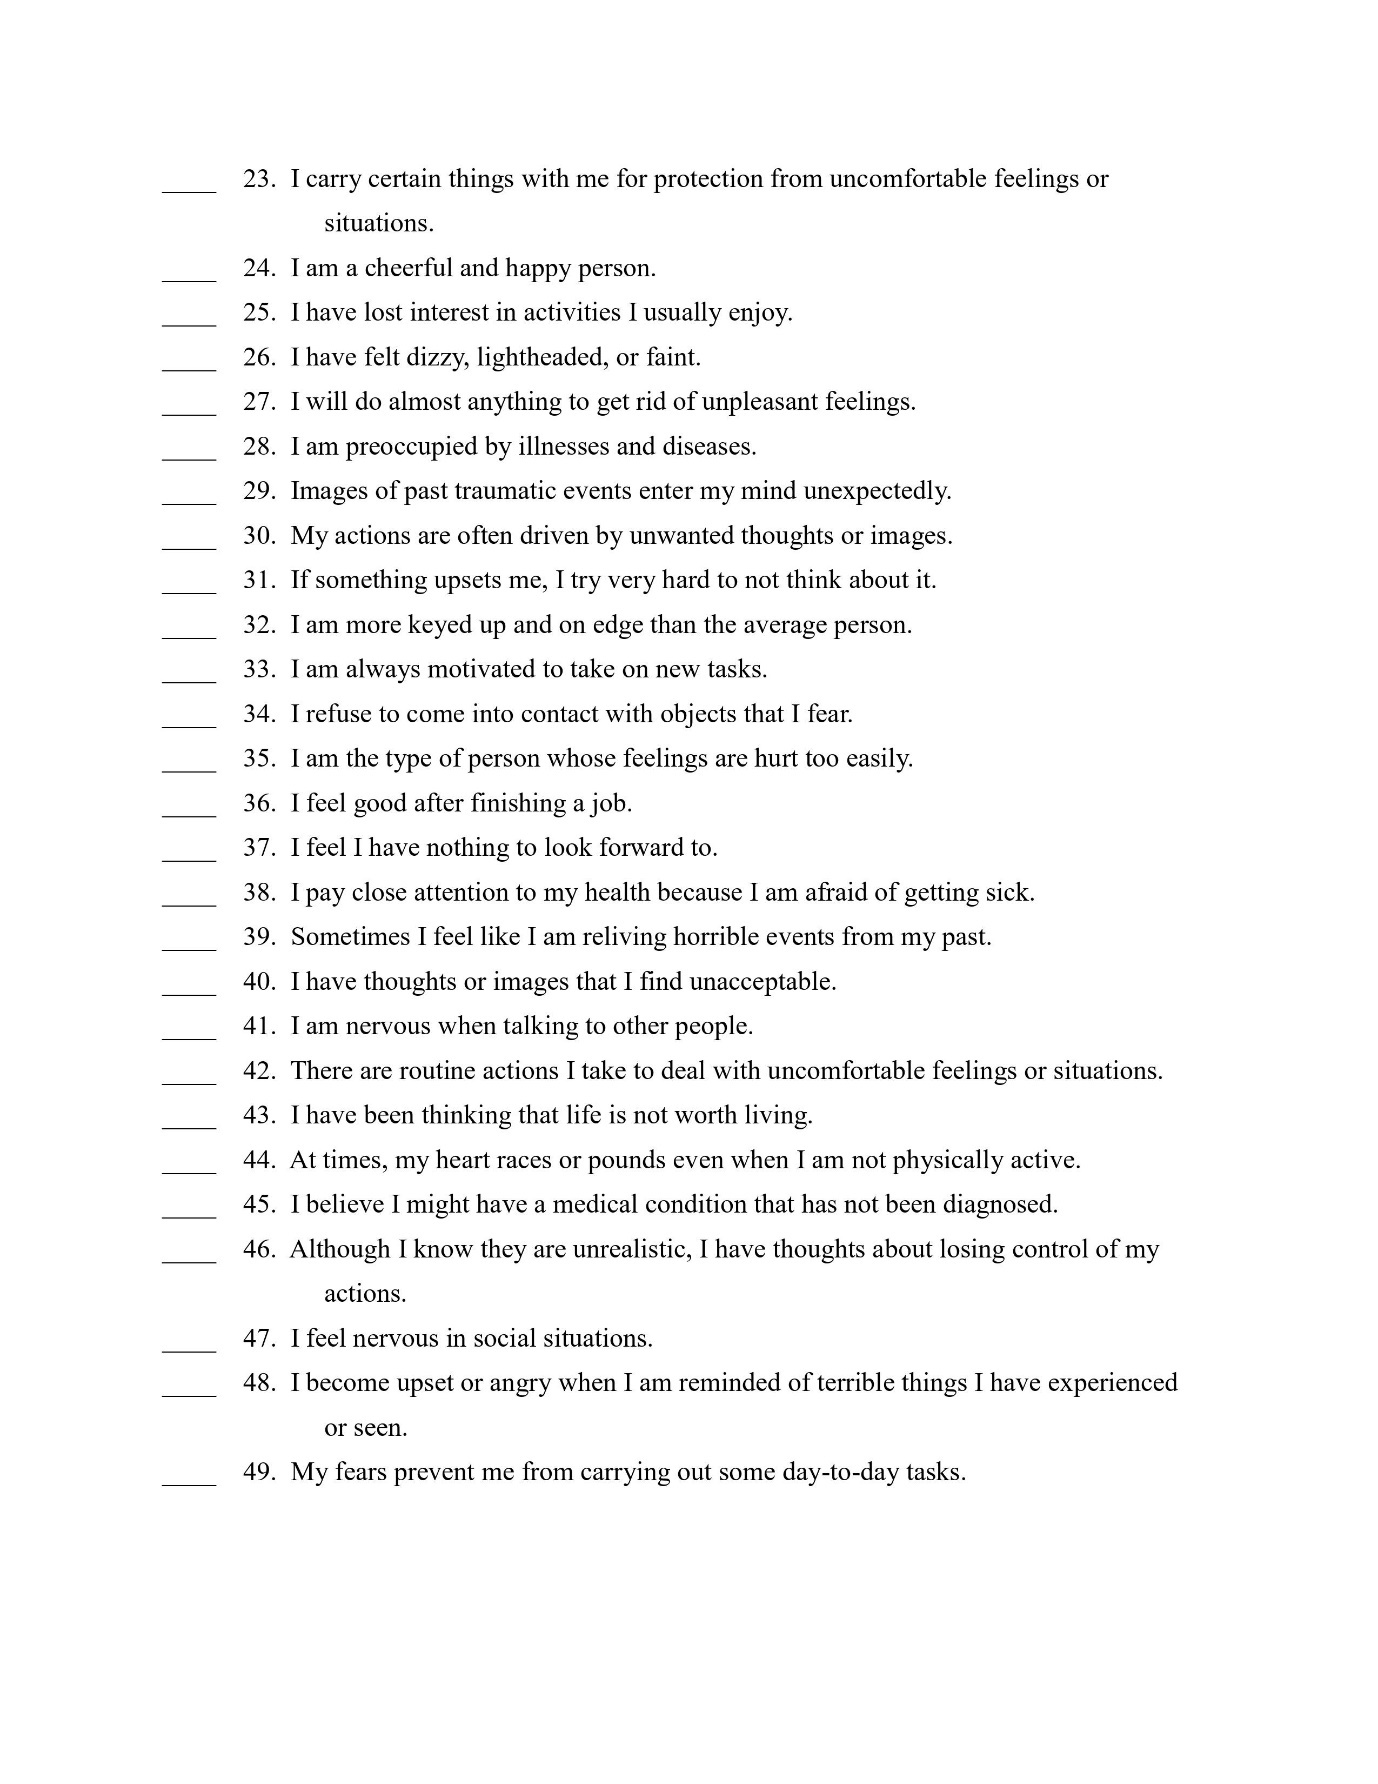 ____ 23. I carry certain things with me for protection from uncomfortable feelings or
situations.
____ 24. I am a cheerful and happy person.
____ 25. I have lost interest in activities I usually enjoy.
____ 26. I have felt dizzy, lightheaded, or faint.
____ 27. I will do almost anything to get rid of unpleasant feelings.
____ 28. I am preoccupied by illnesses and diseases.
____ 29. Images of past traumatic events enter my mind unexpectedly.
____ 30. My actions are often driven by unwanted thoughts or images.
____ 31. If something upsets me, I try very hard to not think about it.
____ 32. I am more keyed up and on edge than the average person.
____ 33. I am always motivated to take on new tasks.
____ 34. I refuse to come into contact with objects that I fear.
____ 35. I am the type of person whose feelings are hurt too easily.
____ 36. I feel good after finishing a job.
____ 37. I feel I have nothing to look forward to.
____ 38. I pay close attention to my health because I am afraid of getting sick.
____ 39. Sometimes I feel like I am reliving horrible events from my past.
____ 40. I have thoughts or images that I find unacceptable.
____ 41. I am nervous when talking to other people.
____ 42. There are routine actions I take to deal with uncomfortable feelings or situations.
____ 43. I have been thinking that life is not worth living.
____ 44. At times, my heart races or pounds even when I am not physically active.
____ 45. I believe I might have a medical condition that has not been diagnosed.
____ 46. Although I know they are unrealistic, I have thoughts about losing control of my
actions.
____ 47. I feel nervous in social situations.
____ 48. I become upset or angry when I am reminded of terrible things I have experienced
or seen.
____ 49. My fears prevent me from carrying out some day-to-day tasks.